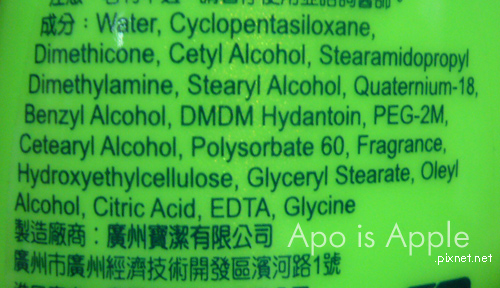 成分：Water, Cyclopentasiloxane,
Dimethicone, Cetyl Alcohol, Stearamidopropyl
Dimethylamine, Stearyl Alcohol, Quaternium-18,
Benzyl Alcohol, DMDM Hydantoin, PEG-2M,
Cetearyl Alcohol, Polysorbate 60, Fragrance,
Hydroxyethylcellulose, Glyceryl Stearate, Oleyl
Alcohol, Citric Acid, EDTA, Glycine
製造廠商：廣州寶潔有限公司
廣州市廣州經濟技術開發區濱河路1號
Apo is Apple
.pixnet.net